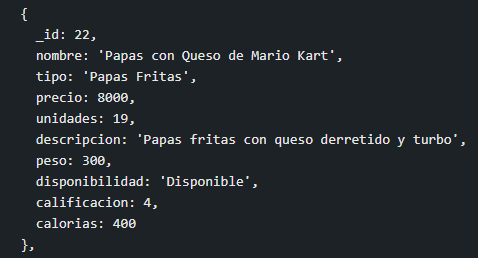 {
_id: 22,
nombre: 'Papas con Queso de Mario Kart',
tipo: 'Papas Fritas',
precio: 8000,
unidades: 19,
descripcion: 'Papas fritas con queso derretido y turbo',
peso: 300,
disponibilidad: 'Disponible',
calificacion: 4,
calorias: 400
},